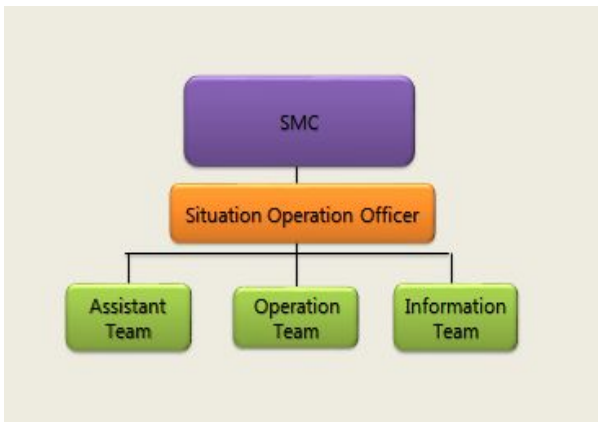 SMC
Situation Operation Officer
Assistant
Team
Operation
Team
Information
Team